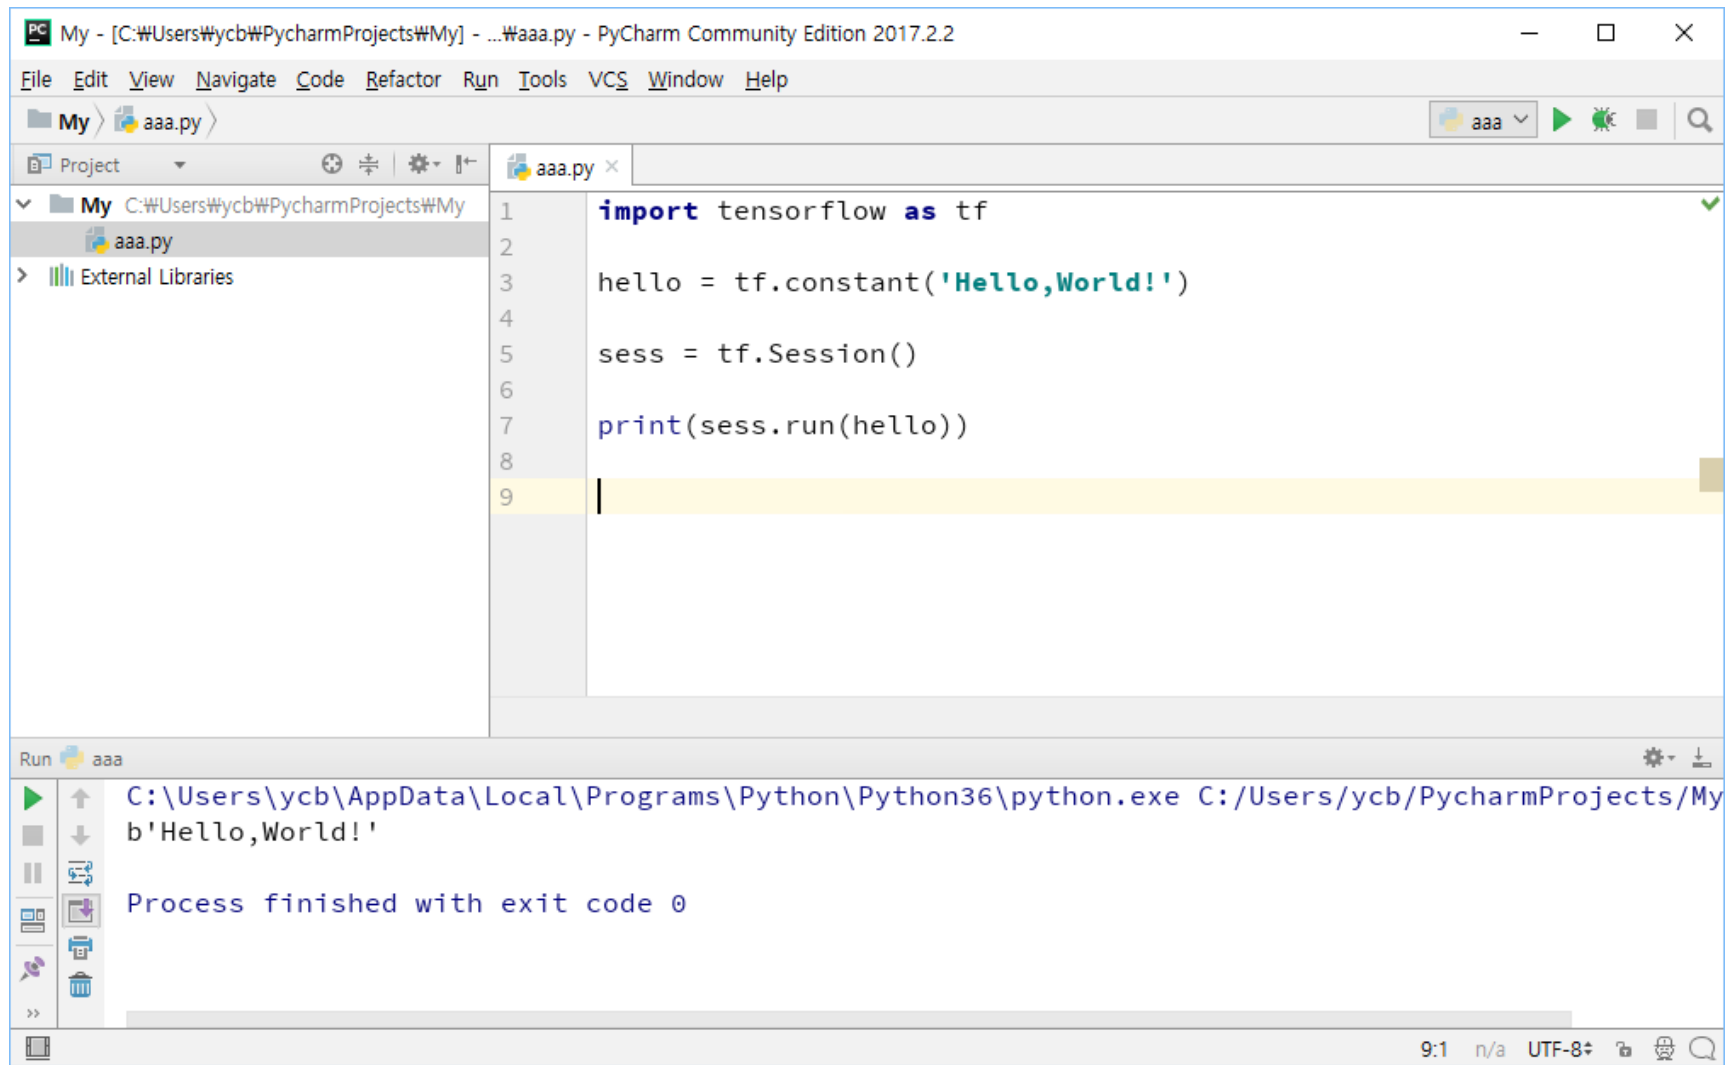 My - [C:₩Users₩ycb₩PycharmProjects₩My] - ...₩aaa.py - PyCharm Community Edition 2017.2.2
File Edit View Navigate Code Refactor Run Tools VCS Window Help
My aaa.py
aaa
Project
aaa.py
My C:₩Users₩ycb₩PycharmProjects₩My
aaa.py
External Libraries
1 import tensorflow as tf
2
3 hello = tf.constant('Hello,World!')
4
5 sess = tf.Session()
6
7 print(sess.run(hello))
8
9
Run aaa
C:\Users\ycb\AppData\Local\Programs\Python\Python36\python.exe C:/Users/ycb/PycharmProjects/My
b'Hello,World!'
Process finished with exit code 0
9:1 n/a UTF-8